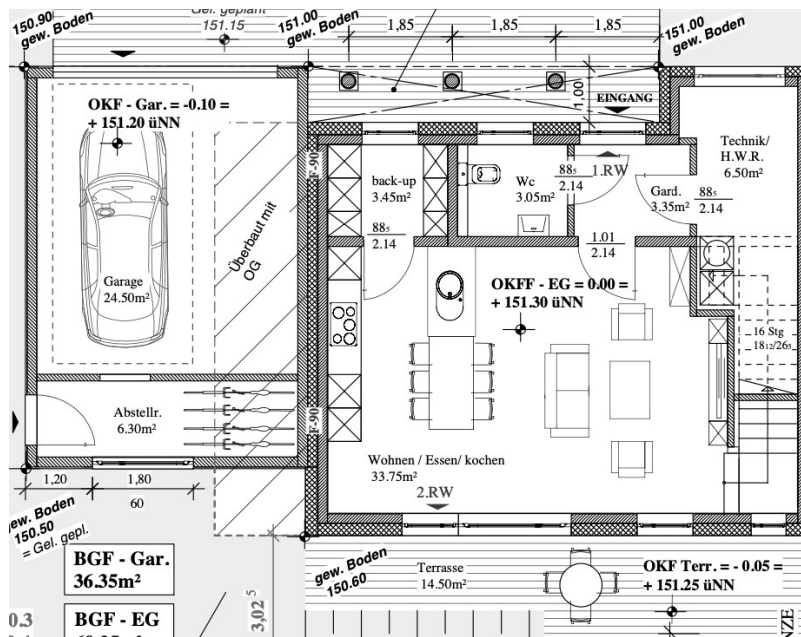 150.90
gew. Boden
Gel. geplant
151.15
151.00
gew. Boden
1,85
1,85
1,85
151.00
gew. Boden
OKF - Gar. = -0.10 =
+ 151.20 üNN
1,00
EINGANG
F-90
back-up
3.45m²
Wc
3.05m²
88⁵
2.14
1.RW
Gard.
3.35m²
88⁵
2.14
Technik/
H.W.R.
6.50m²
88⁵
2.14
1.01
2.14
Überbaut mit
OG
Garage
24.50m²
OKFF - EG = 0.00 =
+ 151.30 üNN
16 Stg
18¹²/26⁵
Abstellr.
6.30m²
F-90
Wohnen / Essen/ kochen
33.75m²
2.RW
1,20
1,80
60
gew. Boden
150.50
= Gel. gepl.
BGF - Gar.
36.35m²
BGF - EG
3,02⁵
gew. Boden
150.60
Terrasse
14.50m²
OKF Terr. = - 0.05 =
+ 151.25 üNN
0.3
NZE